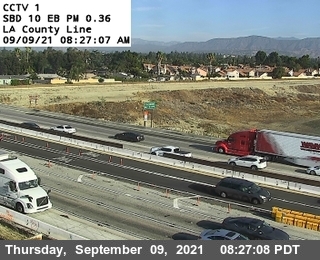 CCTV 1
SBD 10 EB PM 0.36
LA County Line
09/09/21 08:27:07 AM
Thursday, September 09, 2021 08:27:08 PDT